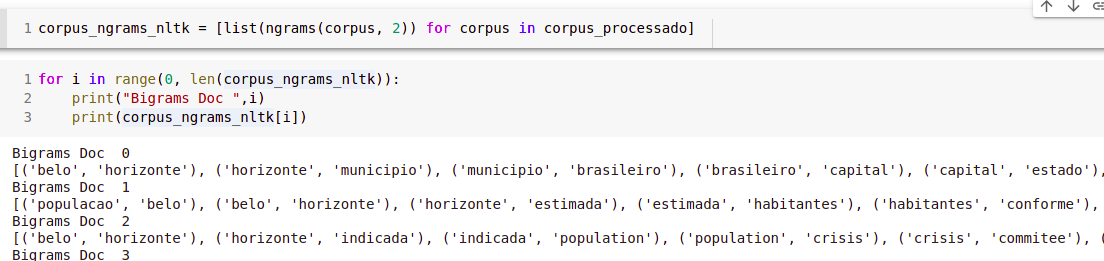 1 corpus_ngrams_nltk = [list(ngrams(corpus, 2)) for corpus in corpus_processado]
1 for i in range(0, len(corpus_ngrams_nltk)):
2     print("Bigrams Doc ",i)
3     print(corpus_ngrams_nltk[i])
Bigrams Doc  0
[('belo', 'horizonte'), ('horizonte', 'municipio'), ('municipio', 'brasileiro'), ('brasileiro', 'capital'), ('capital', 'estado'),
Bigrams Doc  1
[('populacao', 'belo'), ('belo', 'horizonte'), ('horizonte', 'estimada'), ('estimada', 'habitantes'), ('habitantes', 'conforme'),
Bigrams Doc  2
[('belo', 'horizonte'), ('horizonte', 'indicada'), ('indicada', 'population'), ('population', 'crisis'), ('crisis', 'commitee'), (
Bigrams Doc  3